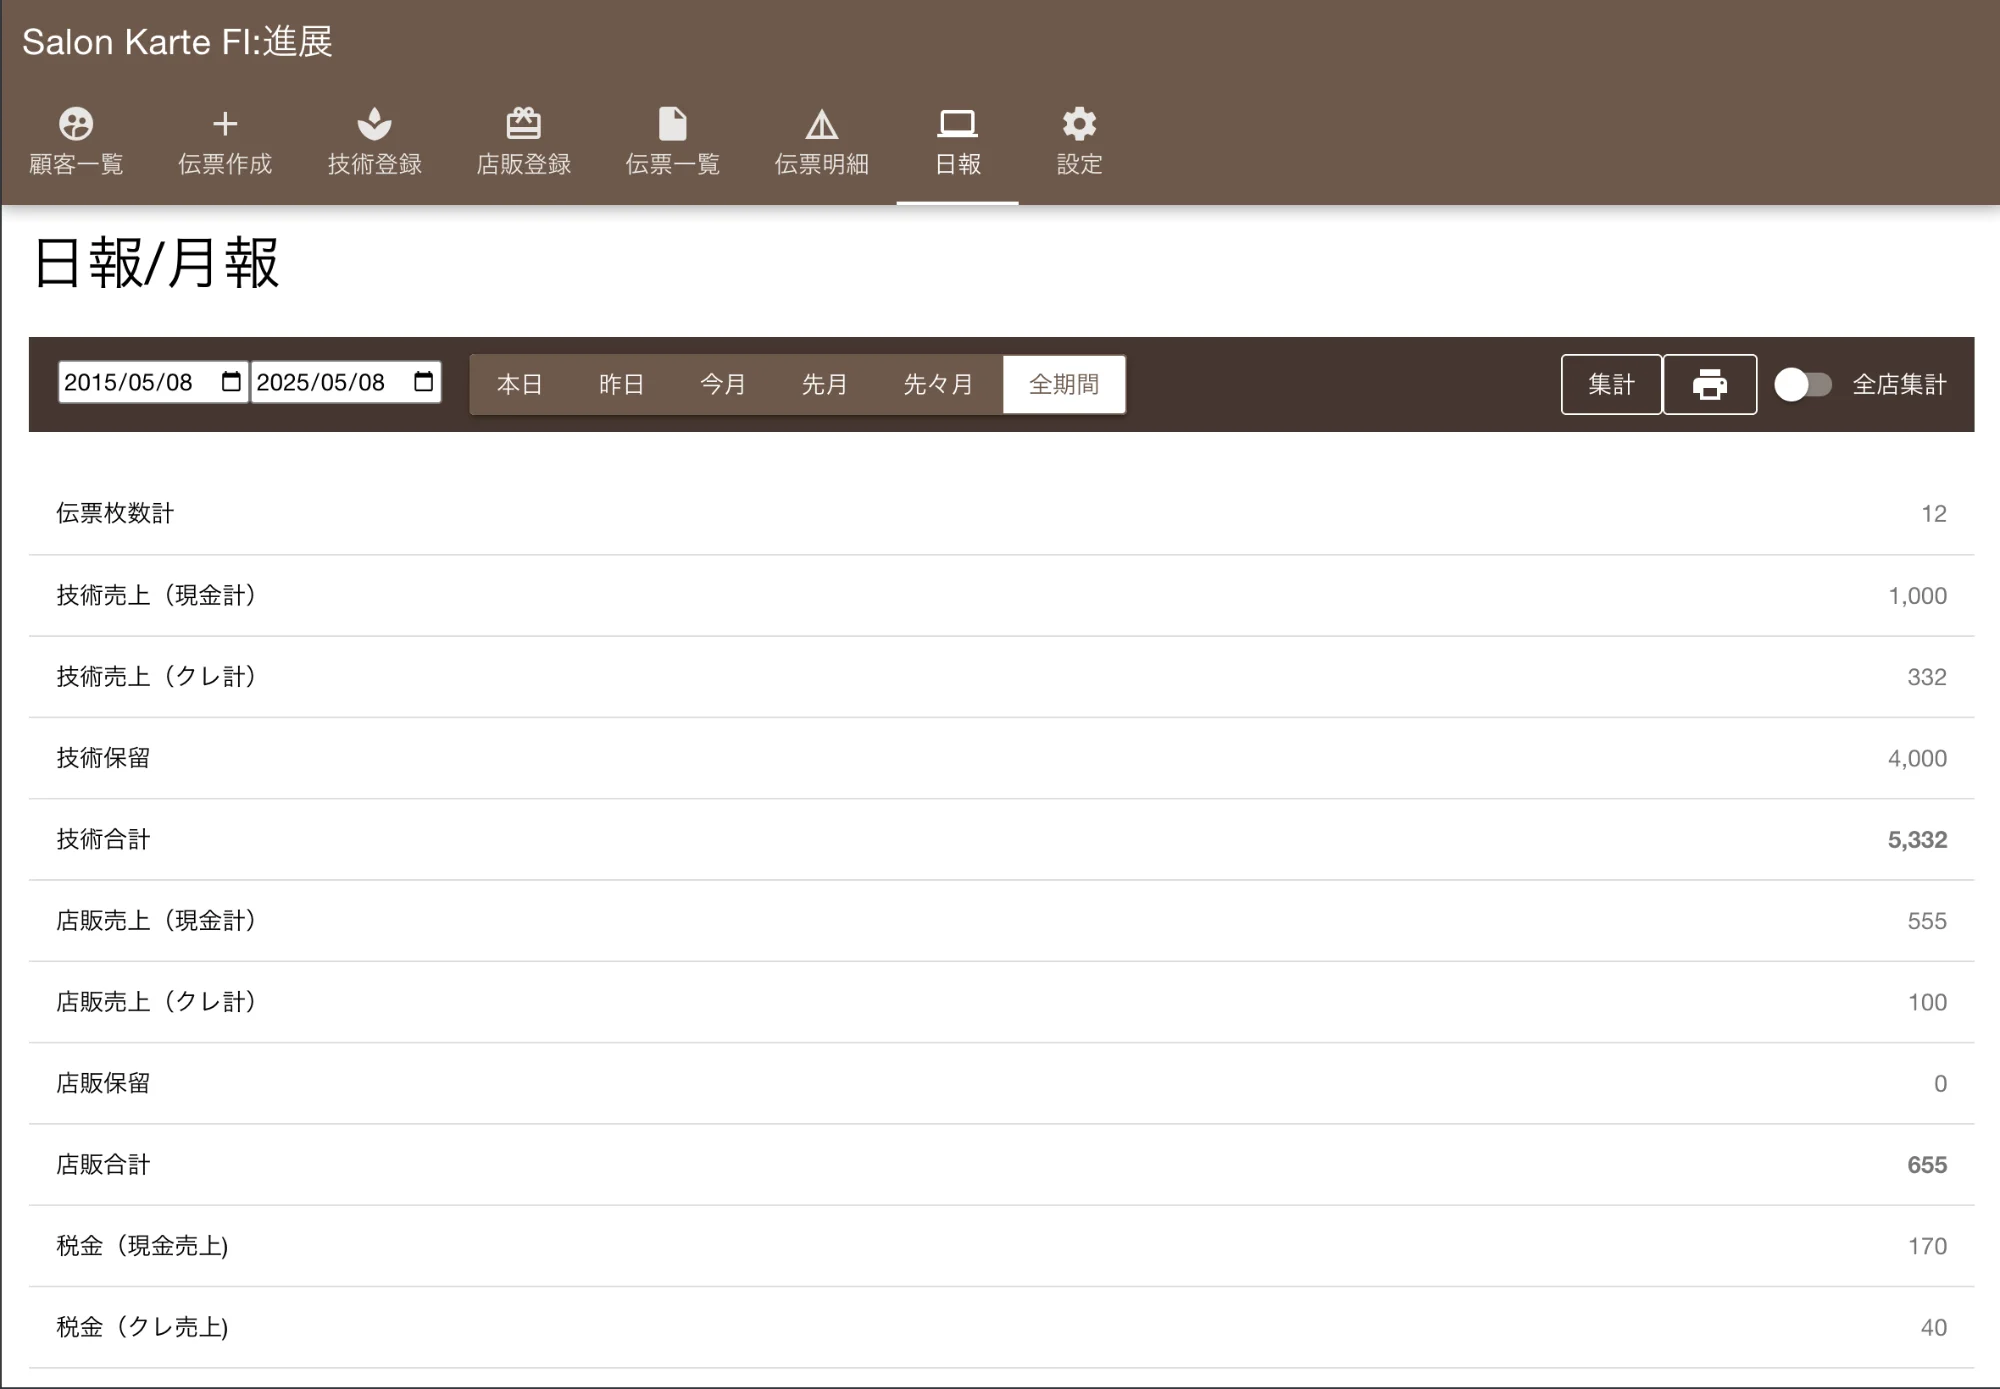 Salon Karte FI:進展
顧客一覧 伝票作成 技術登録 店販登録 伝票一覧 伝票明細 日報 設定
日報/月報
2015/05/08 2025/05/08 本日 昨日 今月 先月 先々月 全期間 集計 全店集計
伝票枚数計 12
技術売上（現金計） 1,000
技術売上（クレ計） 332
技術保留 4,000
技術合計 5,332
店販売上（現金計） 555
店販売上（クレ計） 100
店販保留 0
店販合計 655
税金（現金売上) 170
税金（クレ売上) 40